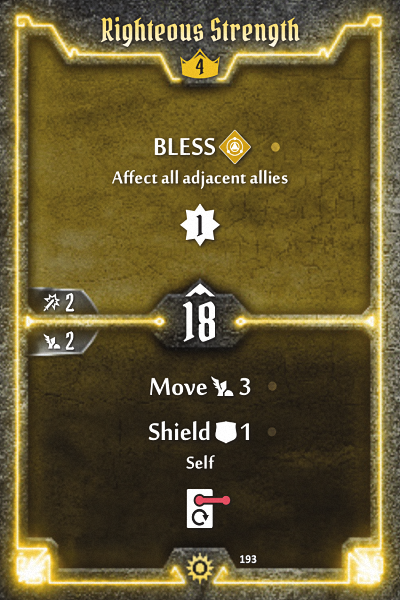 Righteous Strength
4
BLESS
Affect all adjacent allies
1
2
18
2
Move 3
Shield 1
Self
193